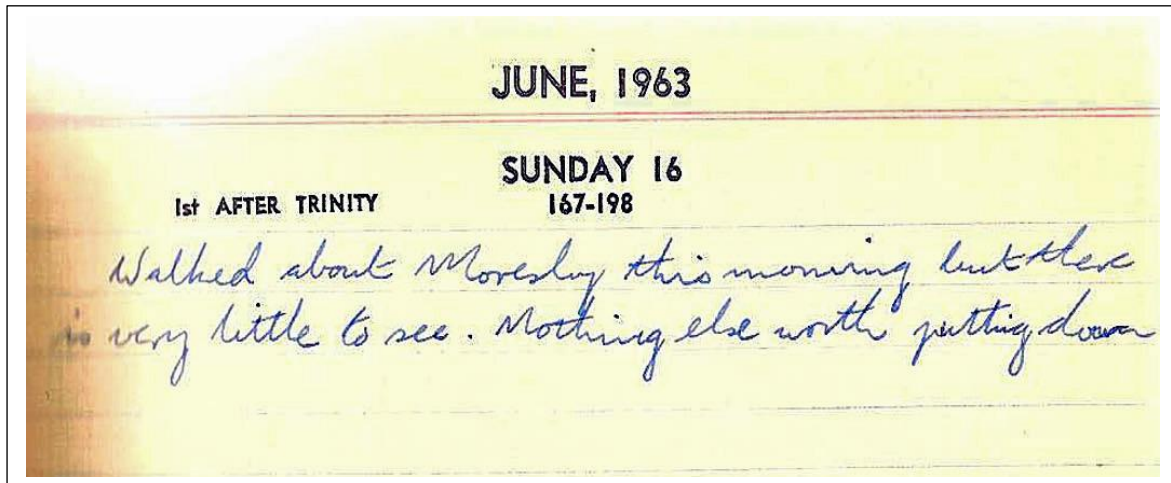 JUNE, 1963
SUNDAY 16
1st AFTER TRINITY 167-198
Walked about Moresby this morning but there
is very little to see. Nothing else worth putting down